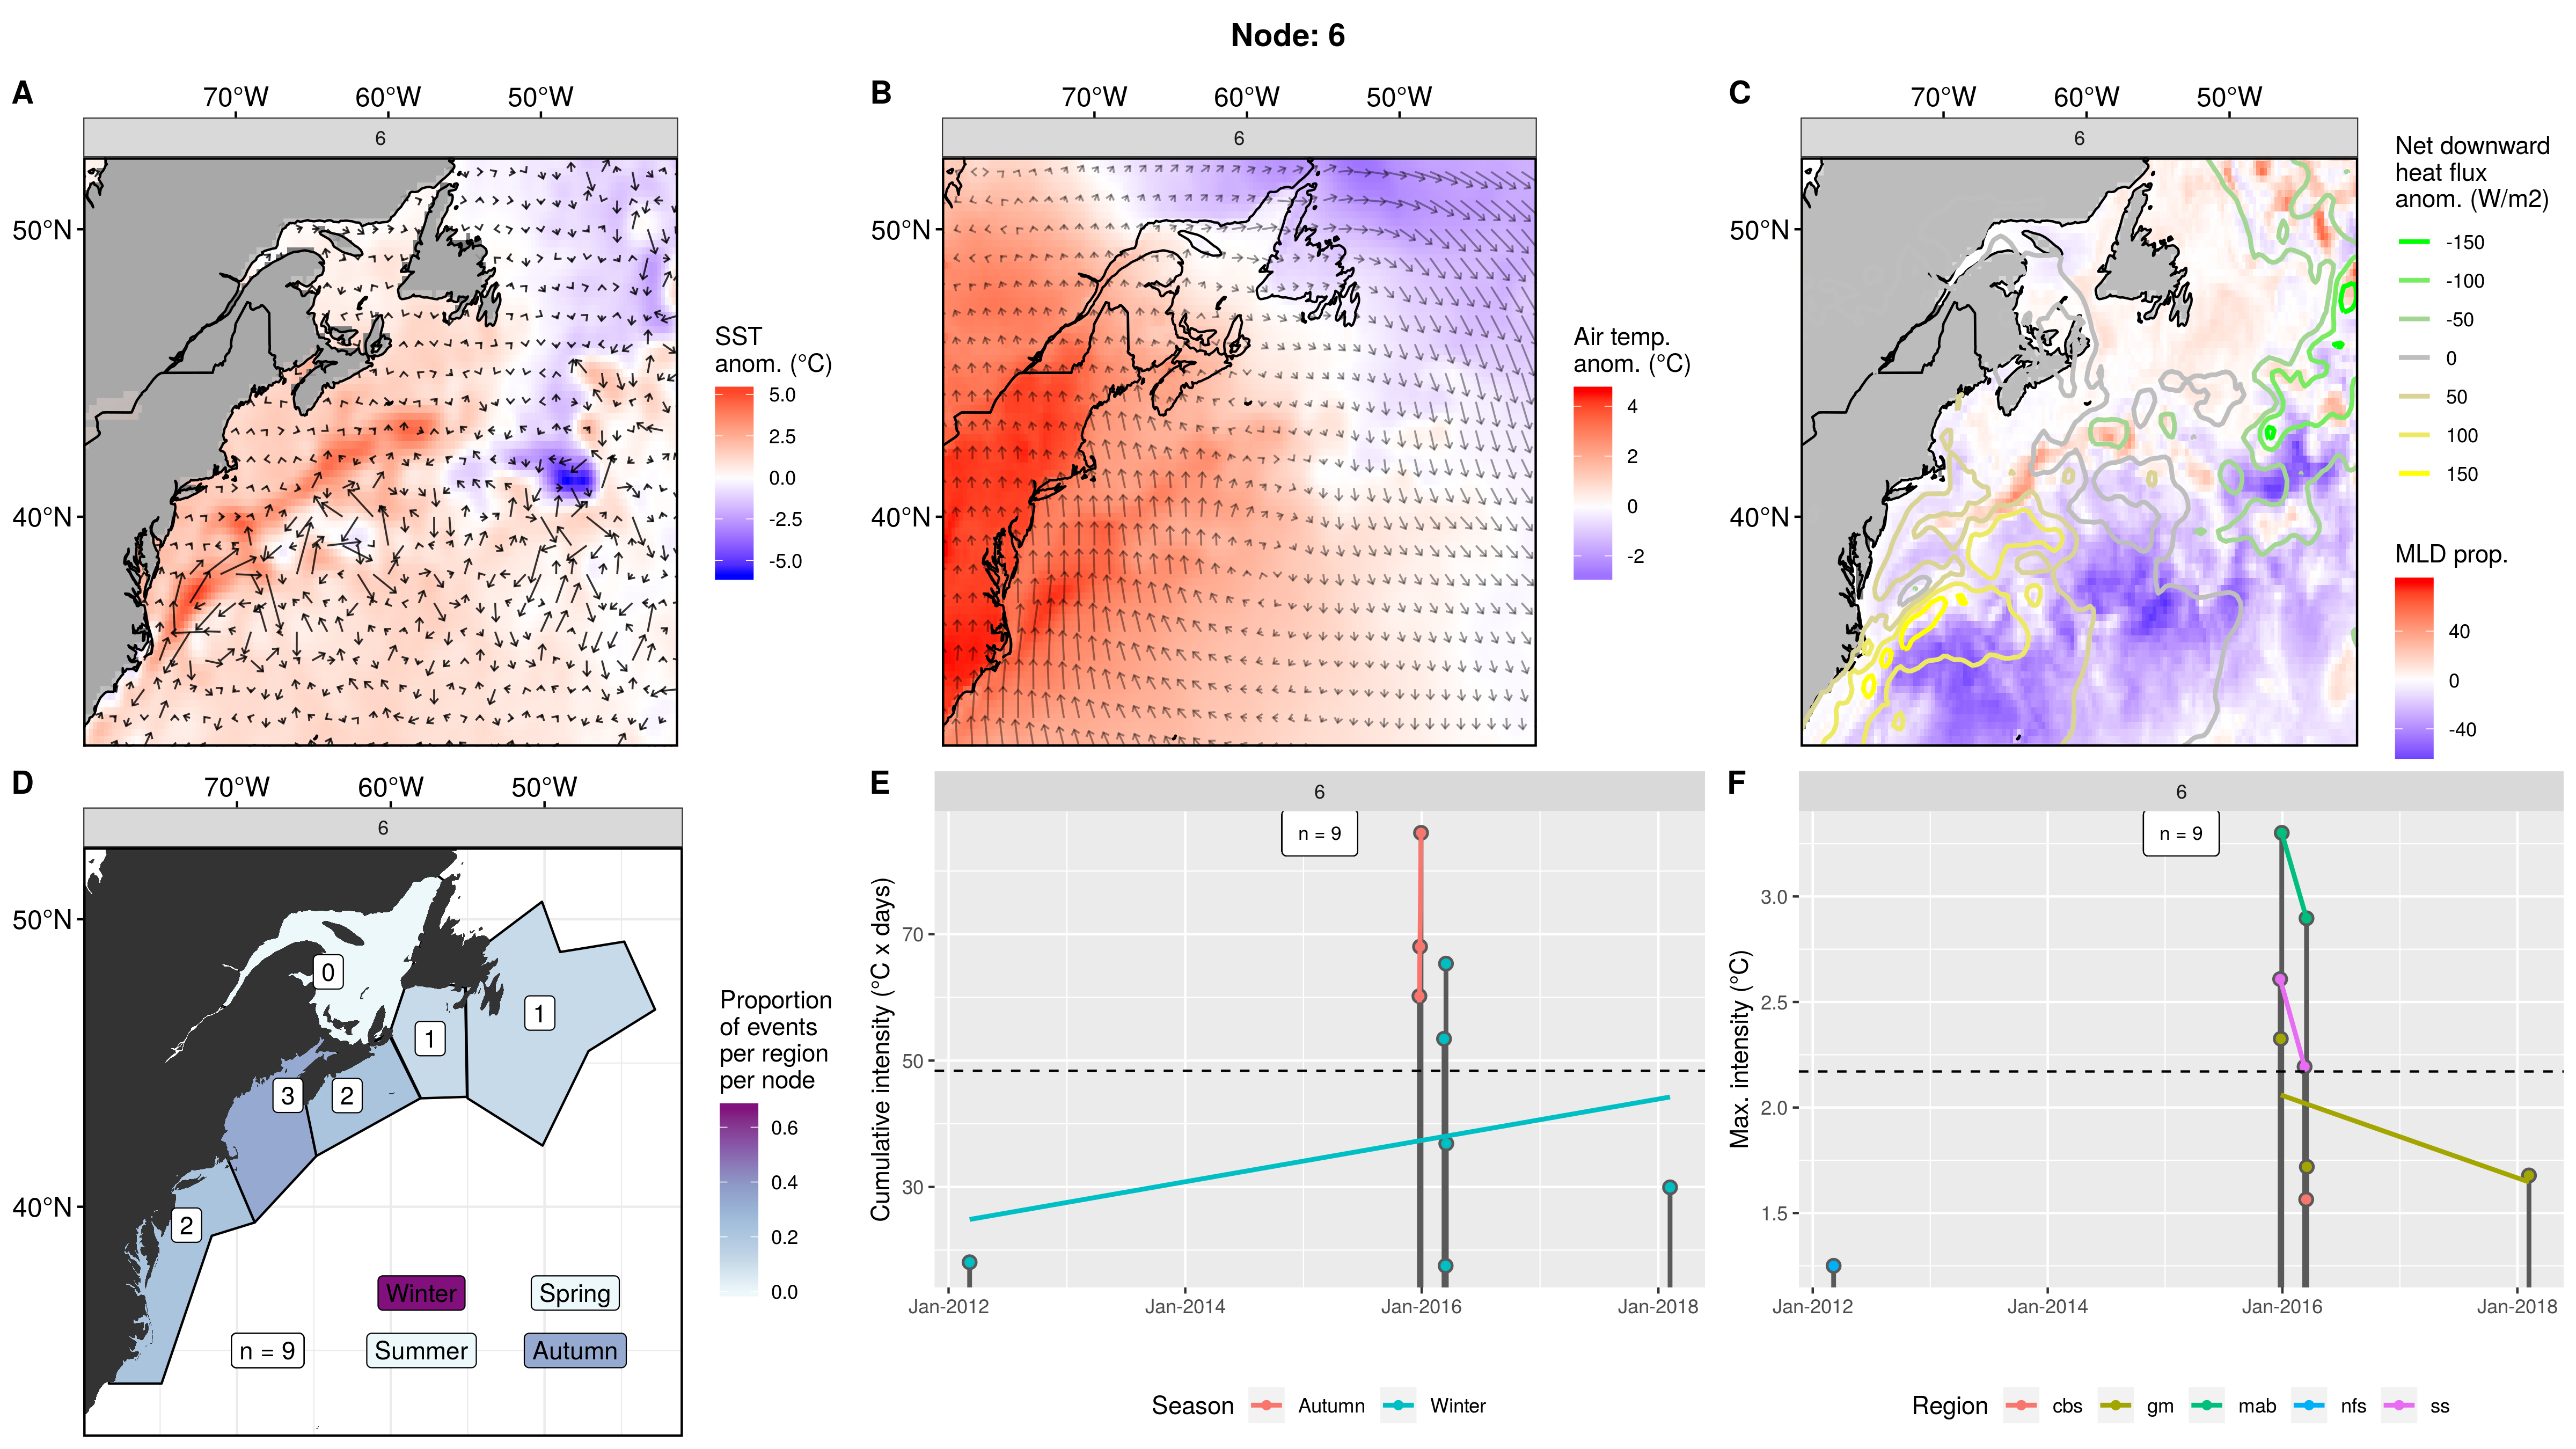 Node: 6
A
70°W 60°W 50°W
6
50°N
40°N
SST
anom. (°C)
5.0
2.5
0.0
-2.5
-5.0
B
70°W 60°W 50°W
6
50°N
40°N
Air temp.
anom. (°C)
4
2
0
-2
C
70°W 60°W 50°W
6
50°N
40°N
Net downward
heat flux
anom. (W/m2)
-150
-100
-50
0
50
100
150
MLD prop.
40
0
-40
D
70°W 60°W 50°W
6
50°N
40°N
0
1
1
3
2
2
Winter Spring
n = 9 Summer Autumn
Proportion
of events
per region
per node
0.6
0.4
0.2
0.0
E
6
n = 9
Cumulative intensity (°C x days)
70
50
30
Jan-2012 Jan-2014 Jan-2016 Jan-2018
Season Autumn Winter
F
6
n = 9
Max. intensity (°C)
3.0
2.5
2.0
1.5
Jan-2012 Jan-2014 Jan-2016 Jan-2018
Region cbs gm mab nfs ss